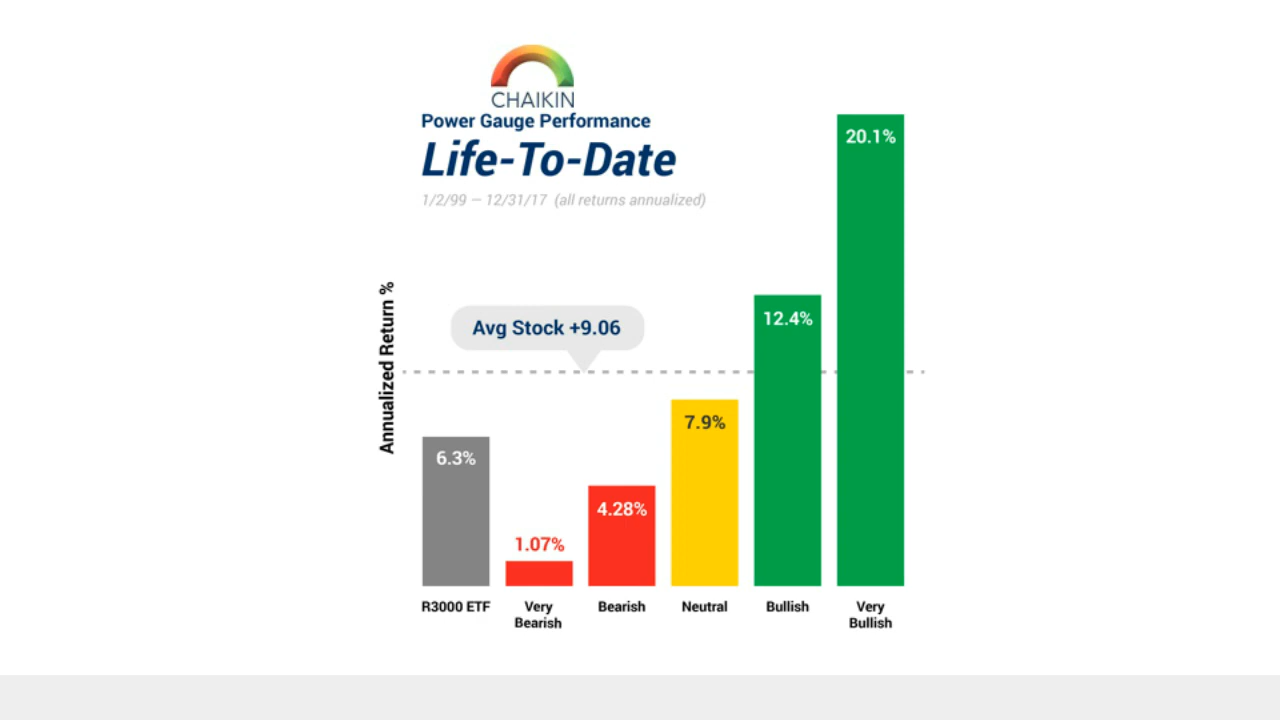 CHAIKIN
Power Gauge Performance
Life-To-Date
1/2/99 — 12/31/17 (all returns annualized)
20.1%
12.4%
Annualized Return %
Avg Stock +9.06
7.9%
6.3%
4.28%
1.07%
R3000 ETF
Very
Bearish
Bearish
Neutral
Bullish
Very
Bullish